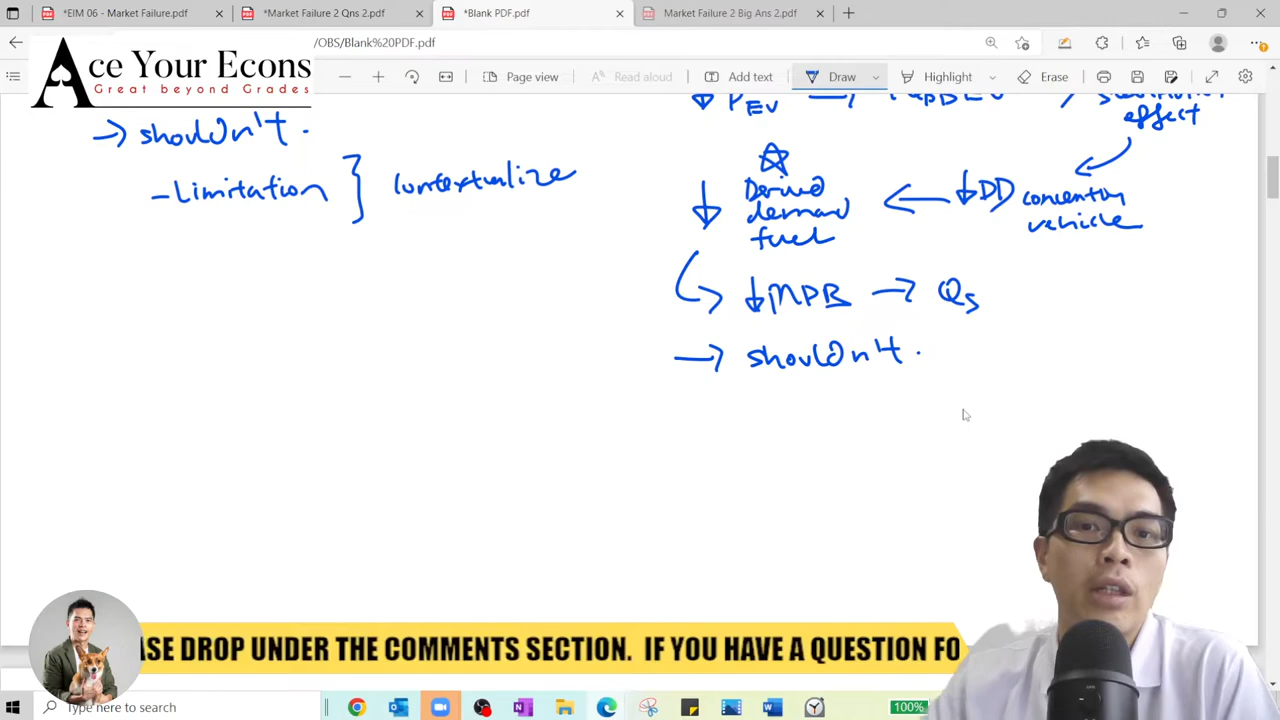 *EIM 06 - Market Failure.pdf
*Market Failure 2 Qns 2.pdf
*Blank PDF.pdf
Market Failure 2 Big Ans 2.pdf
/OBS/Blank%20PDF.pdf
Ace Your Econs
Great beyond Grades
Page view
Read aloud
Add text
Draw
Highlight
Erase
→ shouldn't.
- Limitation } contextualize
↓ PEV →
effect
↓ Derived demand fuel ← ↓DD convention vehicle
↓MPB → Qs
→ shouldn't.
ASE DROP UNDER THE COMMENTS SECTION. IF YOU HAVE A QUESTION FO
Type here to search
100%